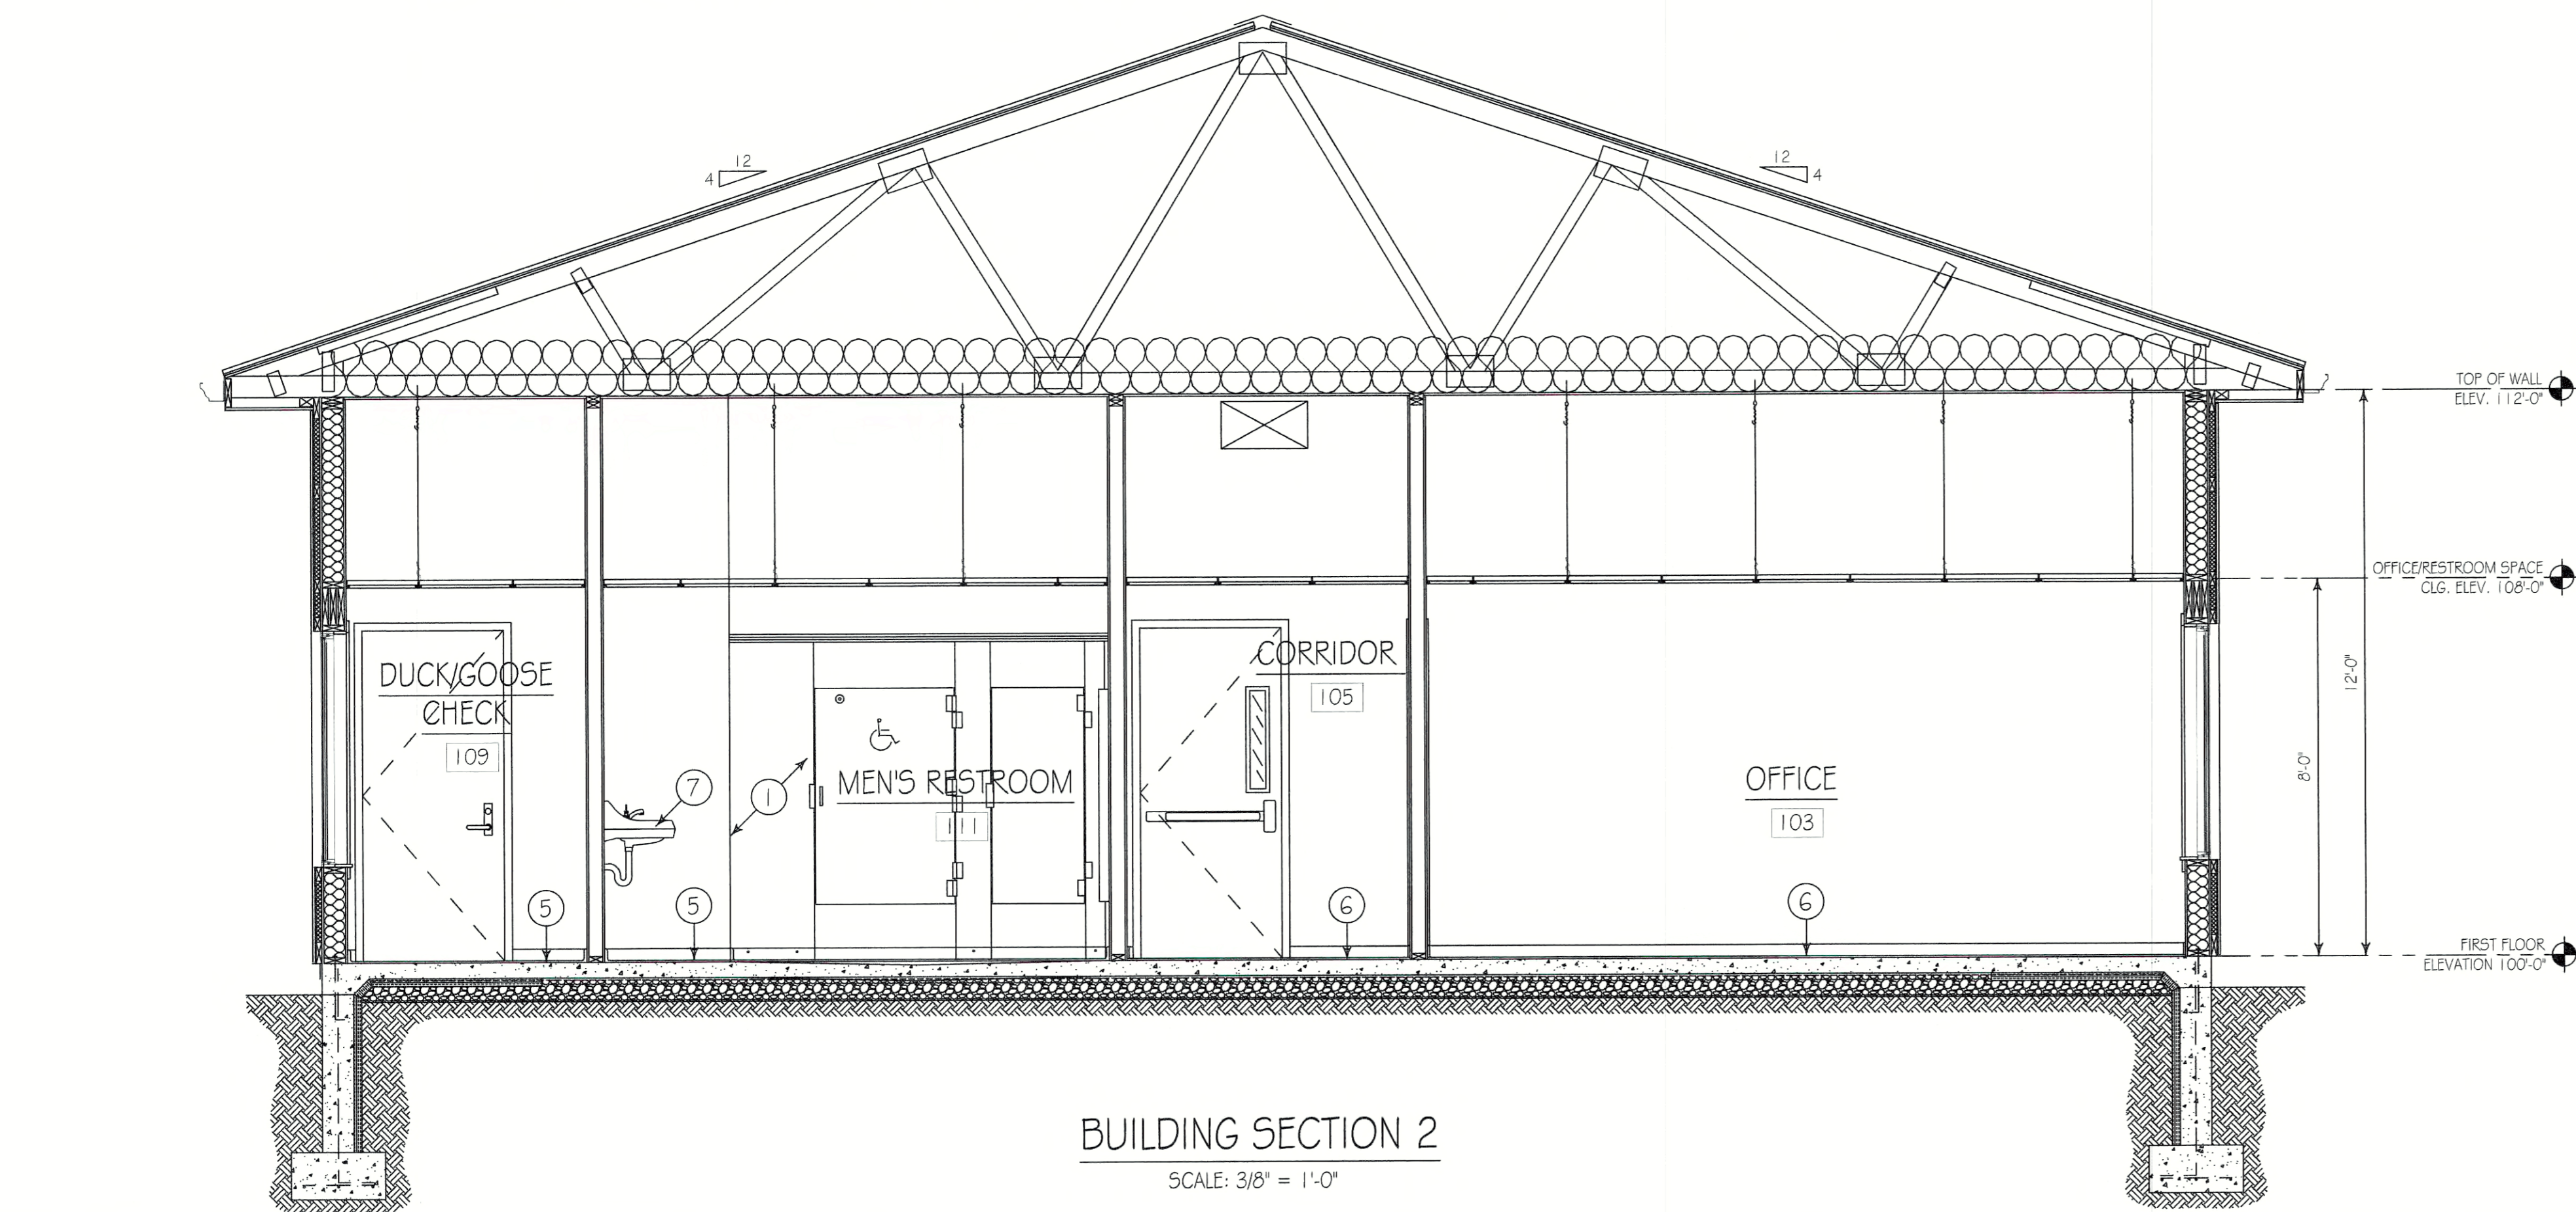 12
4
12
4
TOP OF WALL
ELEV. 112'-0"
OFFICE/RESTROOM SPACE
CLG. ELEV. 108'-0"
12'-0"
8'-0"
DUCK/GOOSE
CHECK
109
7
1
MEN'S RESTROOM
111
CORRIDOR
105
OFFICE
103
5
5
6
6
FIRST FLOOR
ELEVATION 100'-0"
BUILDING SECTION 2
SCALE: 3/8" = 1'-0"